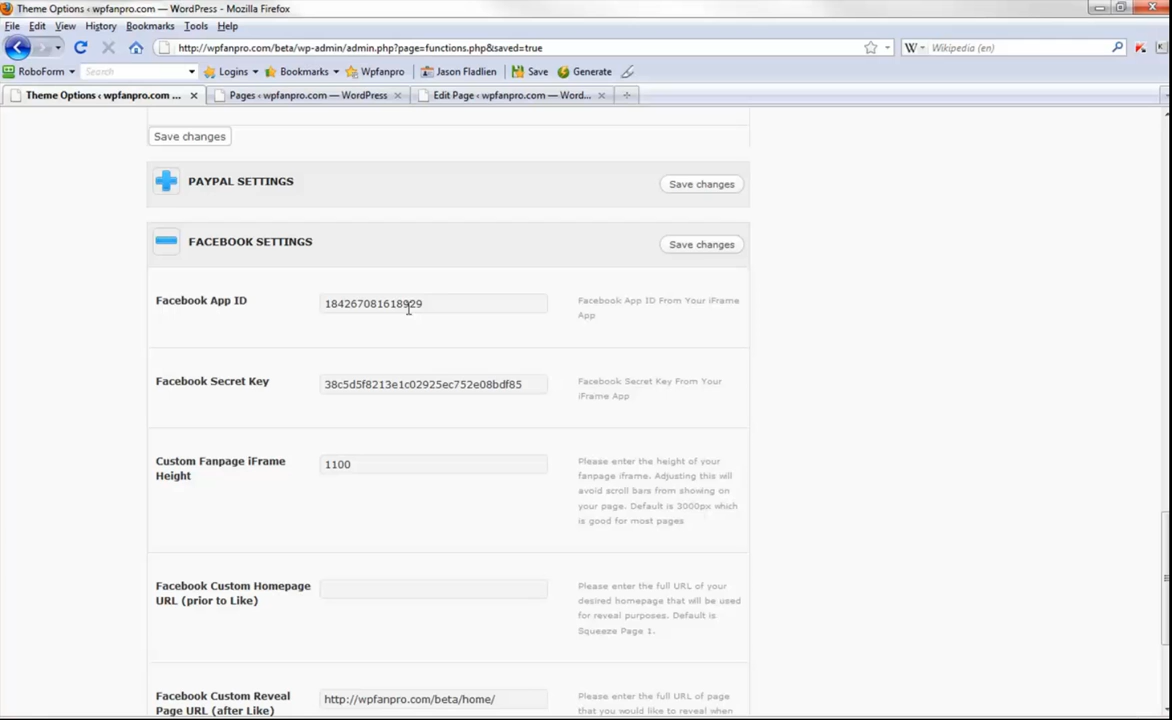 Theme Options ‹ wpfanpro.com — WordPress - Mozilla Firefox
File Edit View History Bookmarks Tools Help
http://wpfanpro.com/beta/wp-admin/admin.php?page=functions.php&saved=true
W Wikipedia (en)
RoboForm Search Logins Bookmarks Wpfanpro Jason Fladlien Save Generate
Theme Options ‹ wpfanpro.com ... Pages ‹ wpfanpro.com — WordPress Edit Page ‹ wpfanpro.com — Word...
Save changes
PAYPAL SETTINGS Save changes
FACEBOOK SETTINGS Save changes
Facebook App ID 184267081618929 Facebook App ID From Your iFrame
App
Facebook Secret Key 38c5d5f8213e1c02925ec752e08bdf85 Facebook Secret Key From Your
iFrame App
Custom Fanpage iFrame 1100 Please enter the height of your
Height fanpage iframe. Adjusting this will
avoid scroll bars from showing on
your page. Default is 3000px which
is good for most pages
Facebook Custom Homepage Please enter the full URL of your
URL (prior to Like) desired homepage that will be used
for reveal purposes. Default is
Squeeze Page 1.
Facebook Custom Reveal http://wpfanpro.com/beta/home/ Please enter the full URL of page
Page URL (after Like) that you would like to reveal when